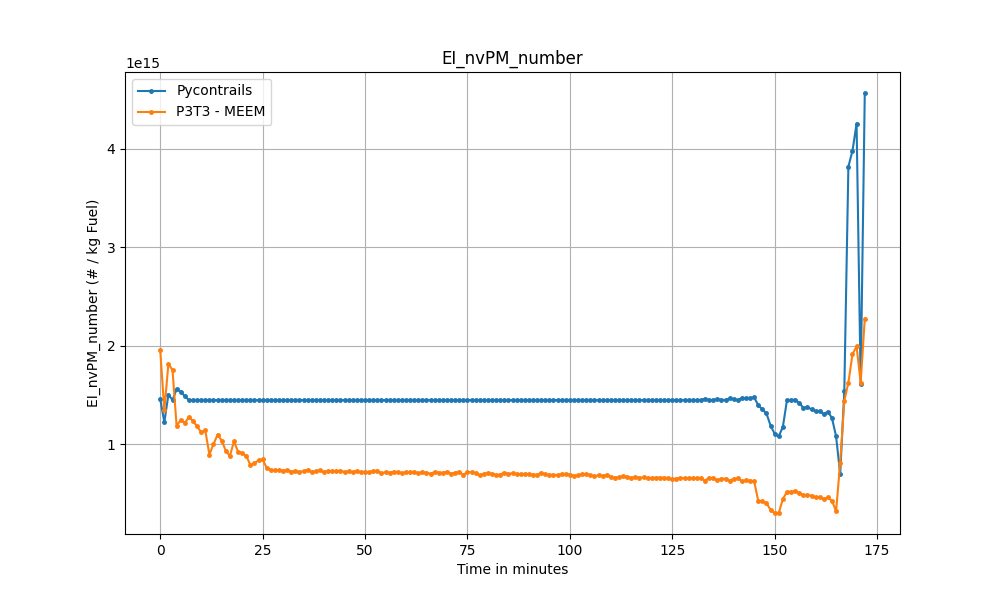 EI_nvPM_number
1e15
Pycontrails
P3T3 - MEEM
4
3
2
1
EI_nvPM_number (# / kg Fuel)
0 25 50 75 100 125 150 175
Time in minutes